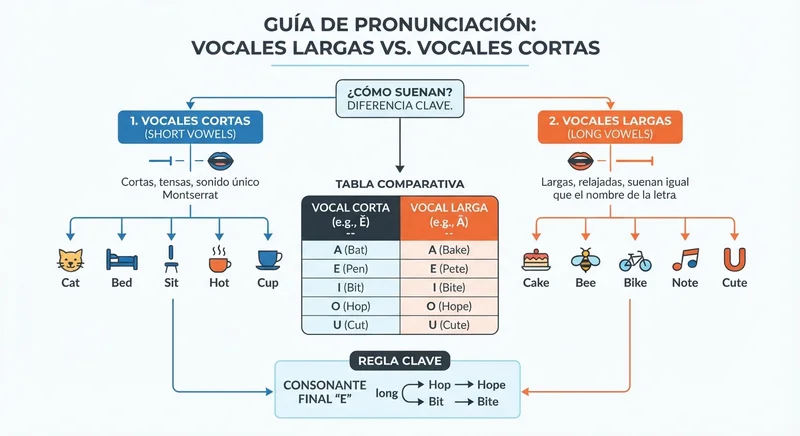 GUÍA DE PRONUNCIACIÓN:
VOCALES LARGAS VS. VOCALES CORTAS
¿CÓMO SUENAN?
DIFERENCIA CLAVE.
1. VOCALES CORTAS
(SHORT VOWELS)
Cortas, tensas, sonido único
Montserrat
Cat
Bed
Sit
Hot
Cup
TABLA COMPARATIVA
VOCAL CORTA
(e.g., Ĕ)
--
VOCAL LARGA
(e.g., Ā)
--
A (Bat)
A (Bake)
E (Pen)
E (Pete)
I (Bit)
I (Bite)
O (Hop)
O (Hope)
U (Cut)
U (Cute)
2. VOCALES LARGAS
(LONG VOWELS)
Largas, relajadas, suenan igual
que el nombre de la letra
Cake
Bee
Bike
Note
U
Cute
REGLA CLAVE
CONSONANTE
FINAL “E”
long
Hop → Hope
Bit → Bite